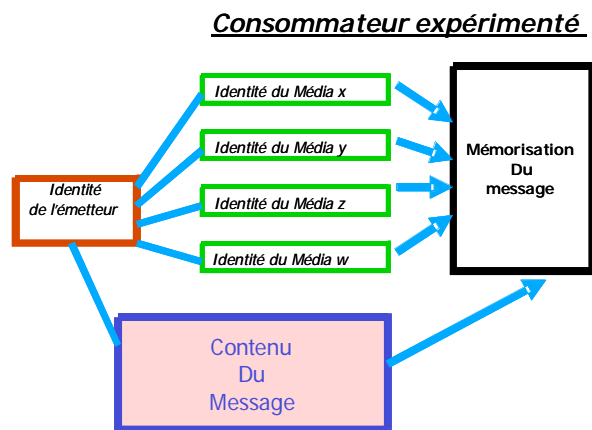 Consommateur expérimenté
Identité du Média x
Identité du Média y
Identité du Média z
Identité du Média w
Identité
de l'émetteur
Mémorisation
Du
message
Contenu
Du
Message